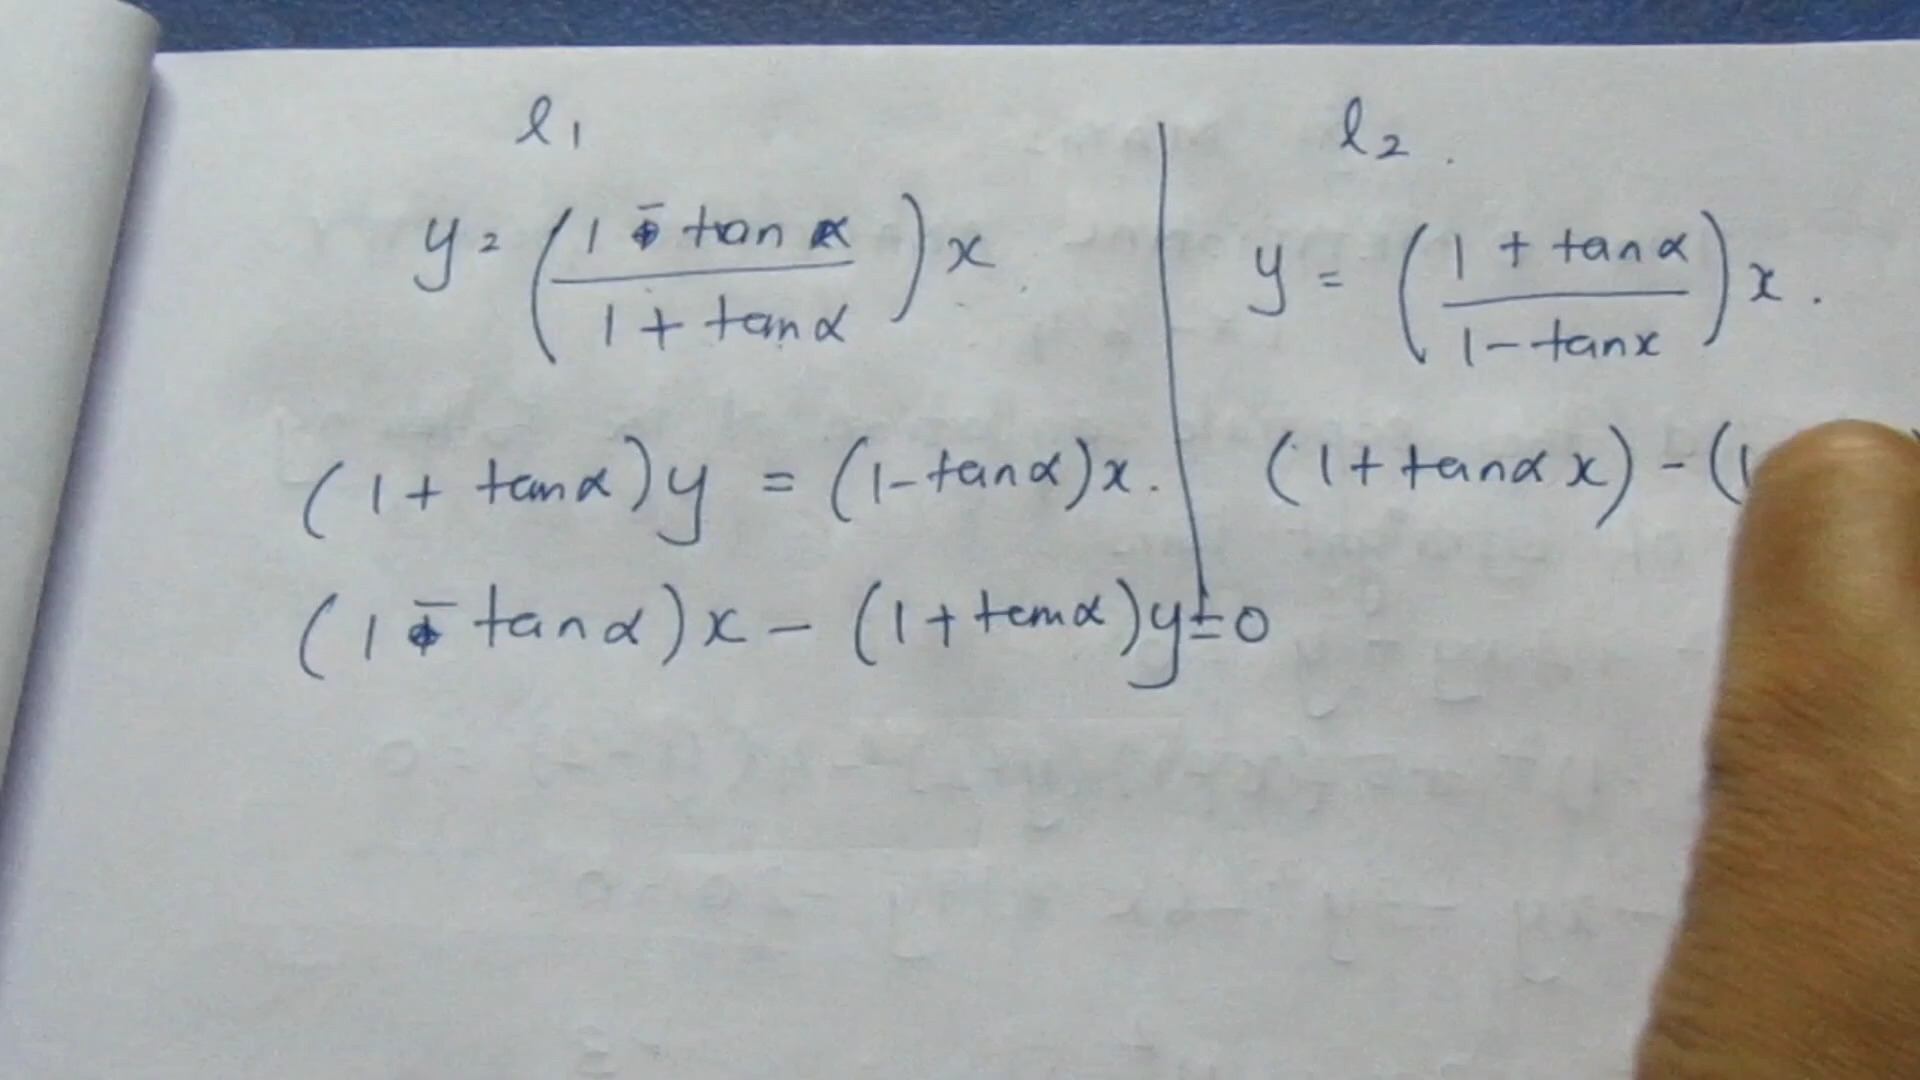 l₁
y = ((1 - tan α)/(1 + tan α)) x
(1 + tan α)y = (1 - tan α)x.
(1 - tan α)x - (1 + tan α)y = 0
l₂.
y = ((1 + tan α)/(1 - tan x)) x.
(1 + tan α x) - (1